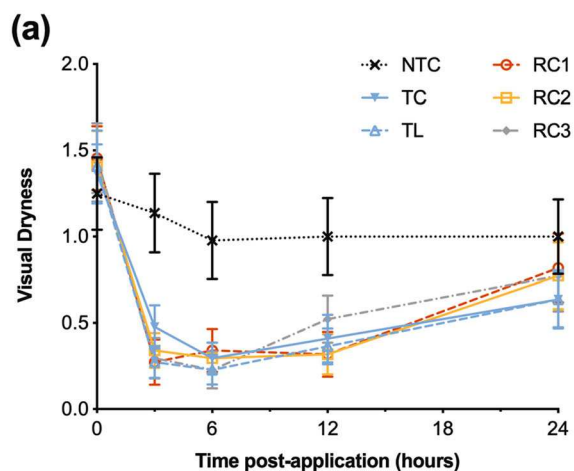 (a)
2.0
1.5
1.0
0.5
0.0
Visual Dryness
NTC
TC
TL
RC1
RC2
RC3
0 6 12 18 24
Time post-application (hours)